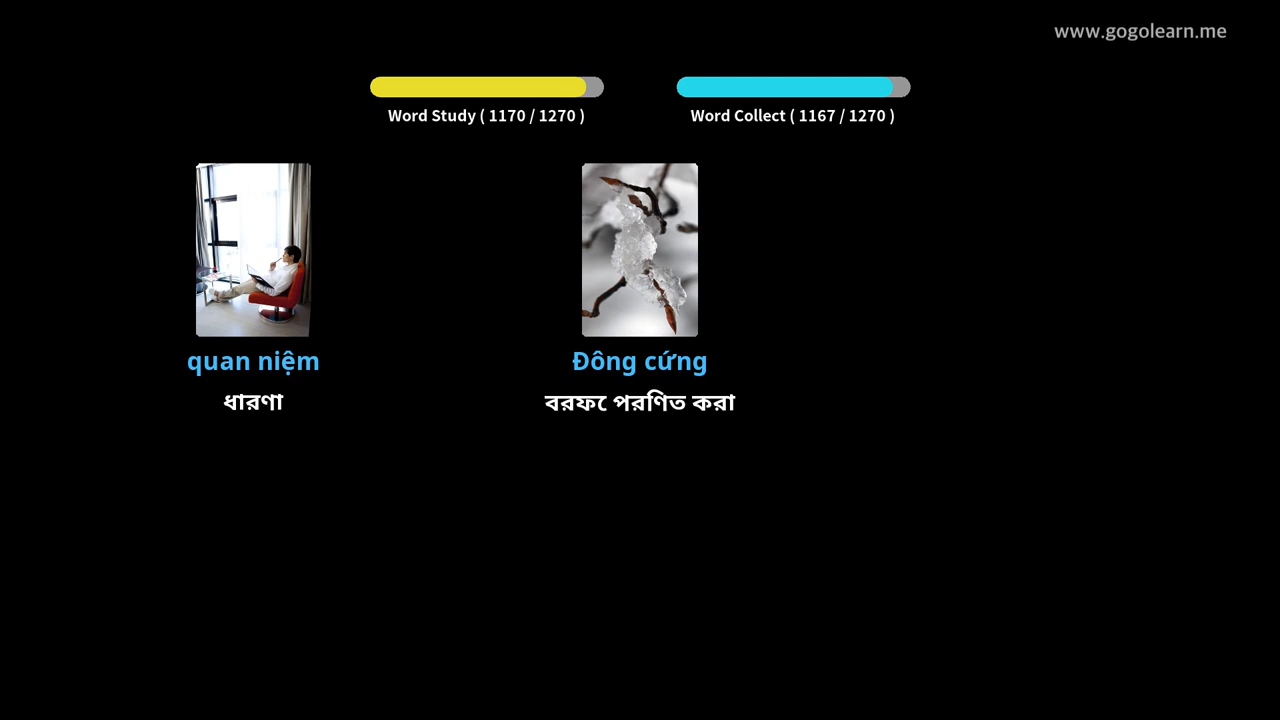 www.gogolearn.me
Word Study ( 1170 / 1270 )
Word Collect ( 1167 / 1270 )
quan niệm
ধারণা
Đông cứng
বরফে পরিণত করা